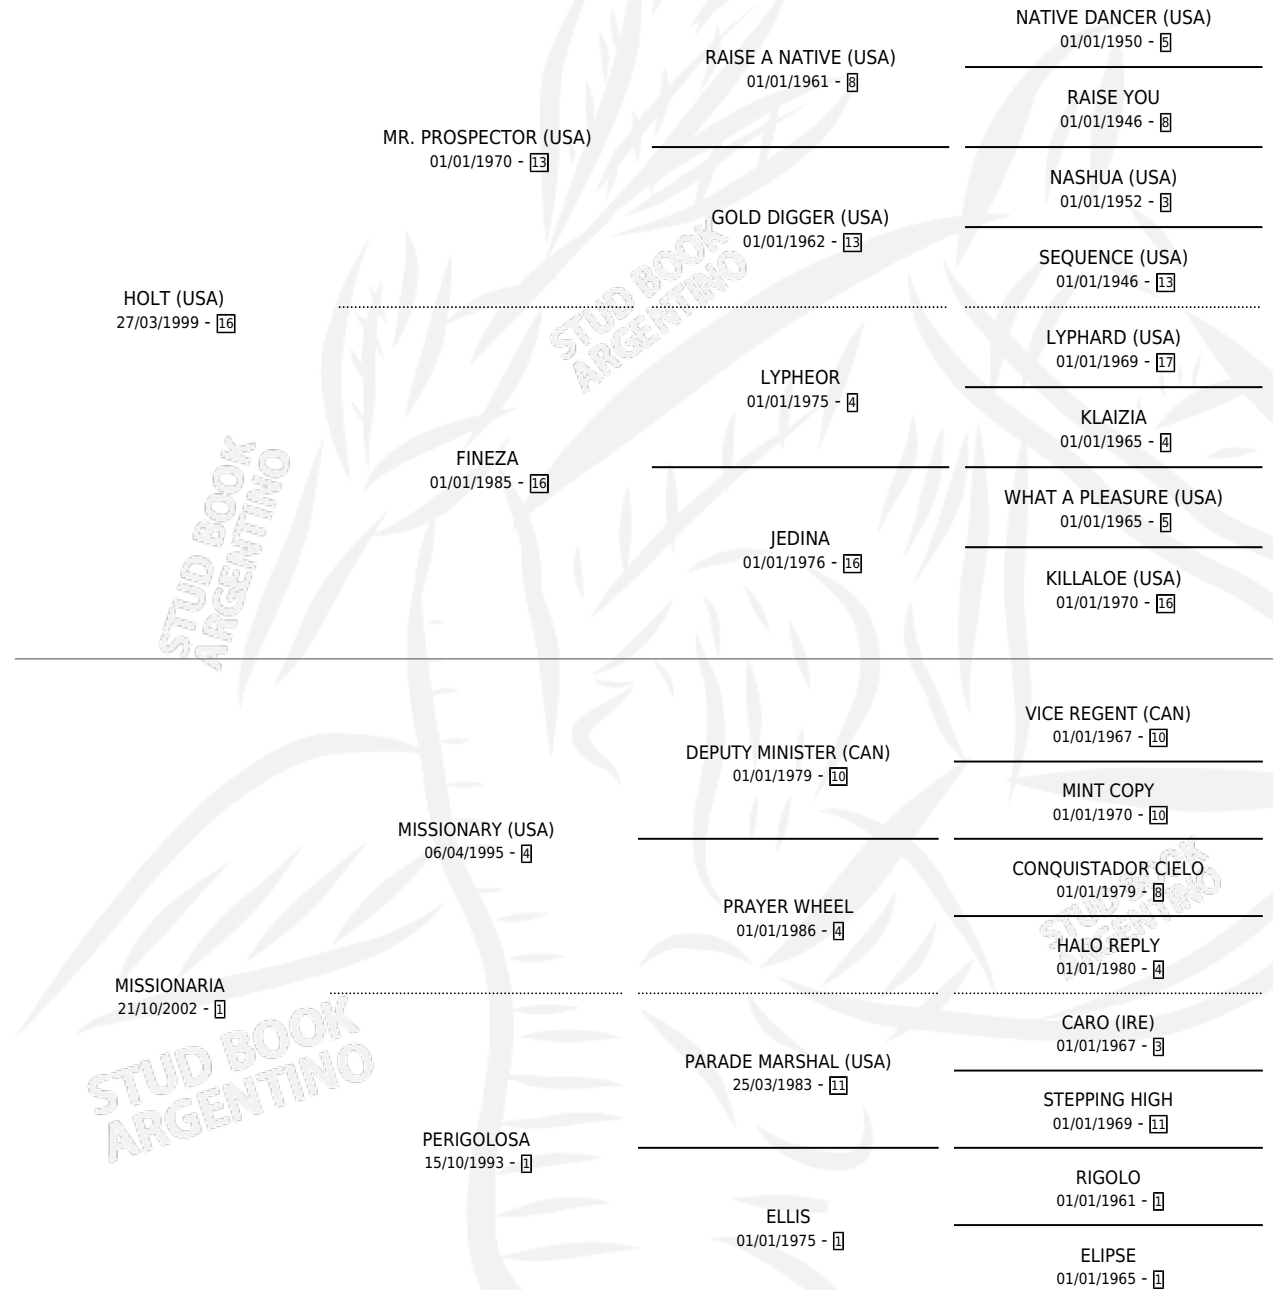 NATIVE DANCER (USA)
01/01/1950 - 5
RAISE A NATIVE (USA)
01/01/1961 - 8
RAISE YOU
01/01/1946 - 8
MR. PROSPECTOR (USA)
01/01/1970 - 13
NASHUA (USA)
01/01/1952 - 3
GOLD DIGGER (USA)
01/01/1962 - 13
SEQUENCE (USA)
01/01/1946 - 13
HOLT (USA)
27/03/1999 - 16
STUD BOOK
ARGENTINO
LYPHARD (USA)
01/01/1969 - 17
LYPHEOR
01/01/1975 - 4
KLAIZIA
01/01/1965 - 4
FINEZA
01/01/1985 - 16
WHAT A PLEASURE (USA)
01/01/1965 - 5
JEDINA
01/01/1976 - 16
KILLALOE (USA)
01/01/1970 - 16
STUD BOOK
ARGENTINO
VICE REGENT (CAN)
01/01/1967 - 10
DEPUTY MINISTER (CAN)
01/01/1979 - 10
MINT COPY
01/01/1970 - 10
MISSIONARY (USA)
06/04/1995 - 4
CONQUISTADOR CIELO
01/01/1979 - 8
PRAYER WHEEL
01/01/1986 - 4
HALO REPLY
01/01/1980 - 4
STUD BOOK
ARGENTINO
MISSIONARIA
21/10/2002 - 1
CARO (IRE)
01/01/1967 - 3
PARADE MARSHAL (USA)
25/03/1983 - 11
STEPPING HIGH
01/01/1969 - 11
STUD BOOK
ARGENTINO
PERIGOLOSA
15/10/1993 - 1
RIGOLO
01/01/1961 - 1
ELLIS
01/01/1975 - 1
ELIPSE
01/01/1965 - 1